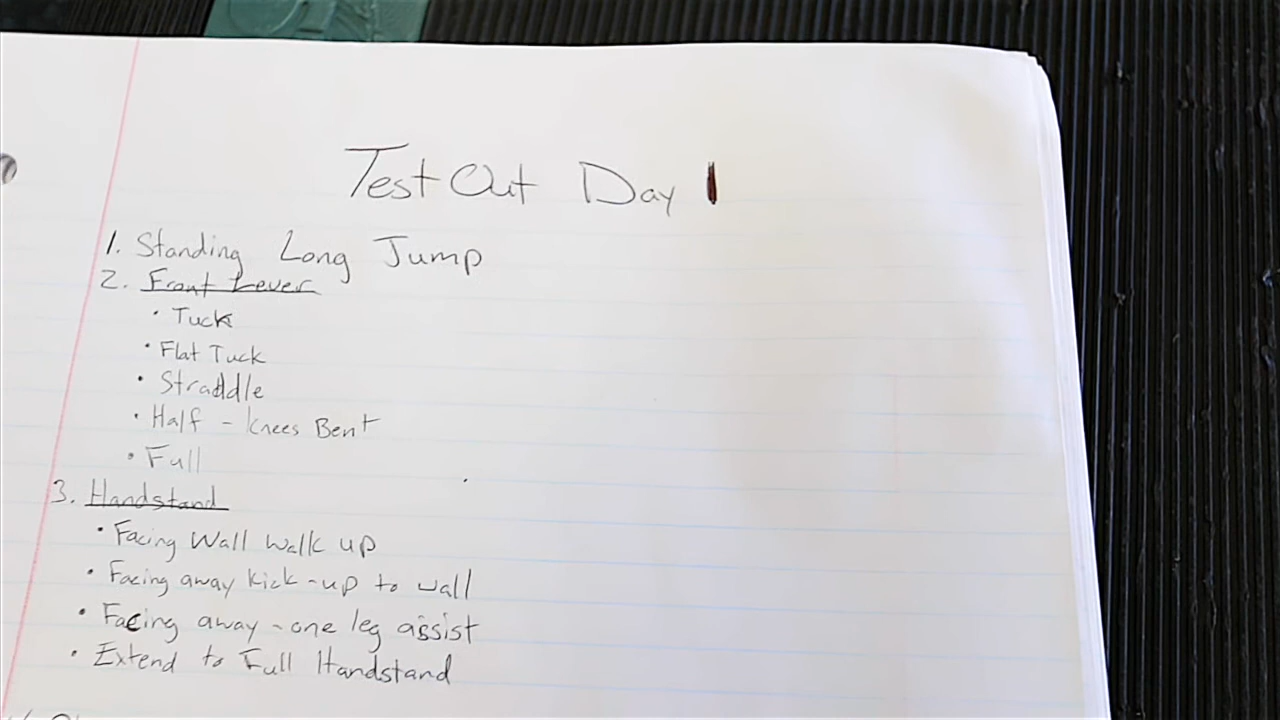 Test Out Day 1
1. Standing Long Jump
2. Front Lever
• Tuck
• Flat Tuck
• Straddle
• Half - Knees Bent
• Full
3. Handstand
• Facing Wall Walk up
• Facing away kick-up to wall
• Facing away - one leg assist
• Extend to Full Handstand